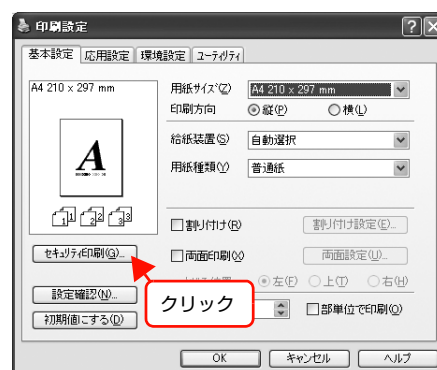 印刷設定
基本設定 応用設定 環境設定 ユーティリティ
A4 210 x 297 mm
用紙サイズ(Z) A4 210 x 297 mm
印刷方向 縦(P) 横(L)
給紙装置(S) 自動選択
用紙種類(Y) 普通紙
A
1 1 2 2 3 3
割り付け(R) 割り付け設定(E)...
セキュリティ印刷(G)...
両面印刷(X) 両面設定(U)...
左(F) 上(T) 右(H)
設定確認(N)...
クリック
部単位で印刷(O)
初期値にする(D)
OK キャンセル ヘルプ